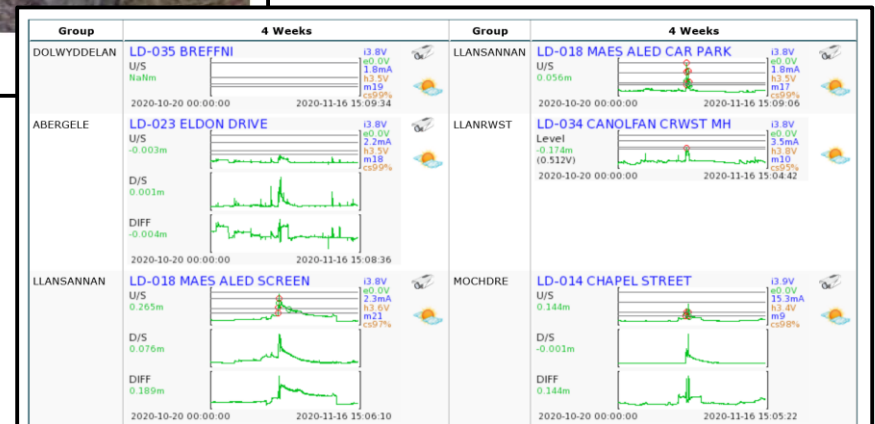 Group 4 Weeks Group 4 Weeks
DOLWYDDELAN
LD-035 BREFFNI
i3.8V
U/S
e0.0V
NaNm
1.8mA
h3.5V
m19
cs99%
2020-10-20 00:00:00 2020-11-16 15:09:34
LLANSANNAN
LD-018 MAES ALED CAR PARK
i3.8V
U/S
e0.0V
0.056m
1.8mA
h3.5V
m17
cs99%
2020-10-20 00:00:00 2020-11-16 15:09:06
ABERGELE
LD-023 ELDON DRIVE
i3.8V
U/S
e0.0V
-0.003m
2.2mA
h3.5V
m18
cs99%
D/S
0.001m
DIFF
-0.004m
2020-10-20 00:00:00 2020-11-16 15:08:36
LLANRWST
LD-034 CANOLFAN CRWST MH
i3.8V
Level
e0.0V
-0.174m
3.5mA
(0.512V)
h3.8V
m10
cs95%
2020-10-20 00:00:00 2020-11-16 15:04:42
LLANSANNAN
LD-018 MAES ALED SCREEN
i3.8V
U/S
e0.0V
0.265m
2.3mA
h3.6V
m21
cs97%
D/S
0.076m
DIFF
0.189m
2020-10-20 00:00:00 2020-11-16 15:06:10
MOCHDRE
LD-014 CHAPEL STREET
i3.9V
U/S
e0.0V
0.144m
15.3mA
h3.4V
m9
cs98%
D/S
-0.001m
DIFF
0.144m
2020-10-20 00:00:00 2020-11-16 15:05:22